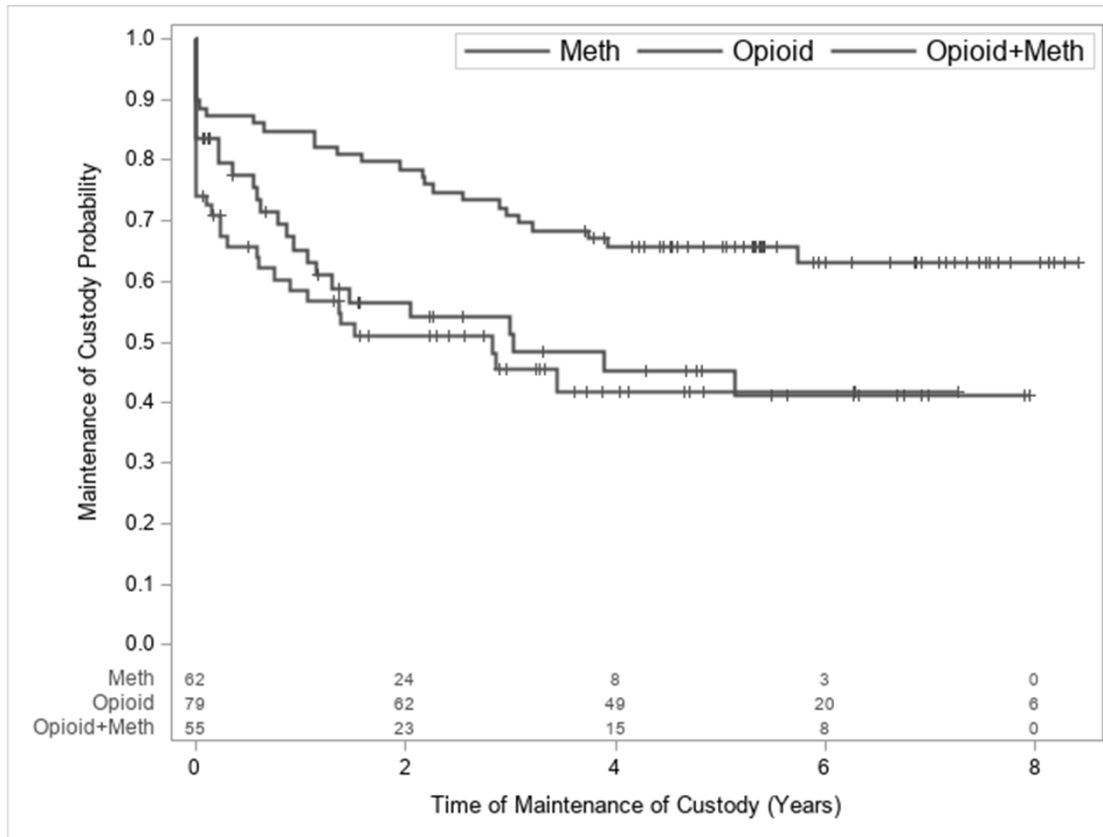 Meth Opioid Opioid+Meth
Maintenance of Custody Probability
1.0
0.9
0.8
0.7
0.6
0.5
0.4
0.3
0.2
0.1
0.0
Meth 62 24 8 3 0
Opioid 79 62 49 20 6
Opioid+Meth 55 23 15 8 0
0 2 4 6 8
Time of Maintenance of Custody (Years)